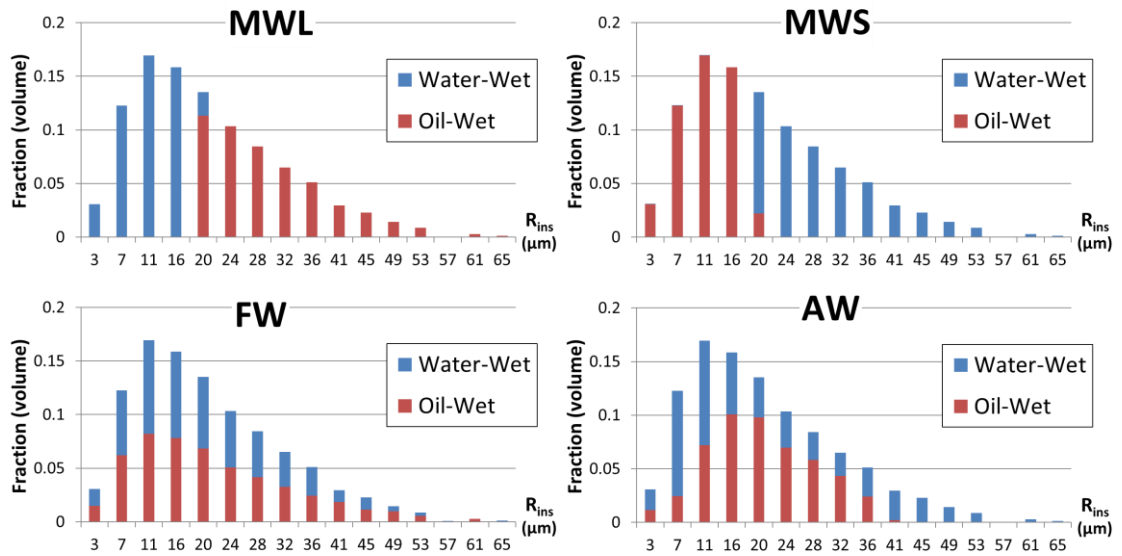 MWL
Fraction (volume)
0.2
0.15
0.1
0.05
0
Water-Wet
Oil-Wet
R_ins
(µm)
3 7 11 16 20 24 28 32 36 41 45 49 53 57 61 65
MWS
Fraction (volume)
0.2
0.15
0.1
0.05
0
Water-Wet
Oil-Wet
R_ins
(µm)
3 7 11 16 20 24 28 32 36 41 45 49 53 57 61 65
FW
Fraction (volume)
0.2
0.15
0.1
0.05
0
Water-Wet
Oil-Wet
R_ins
(µm)
3 7 11 16 20 24 28 32 36 41 45 49 53 57 61 65
AW
Fraction (volume)
0.2
0.15
0.1
0.05
0
Water-Wet
Oil-Wet
R_ins
(µm)
3 7 11 16 20 24 28 32 36 41 45 49 53 57 61 65